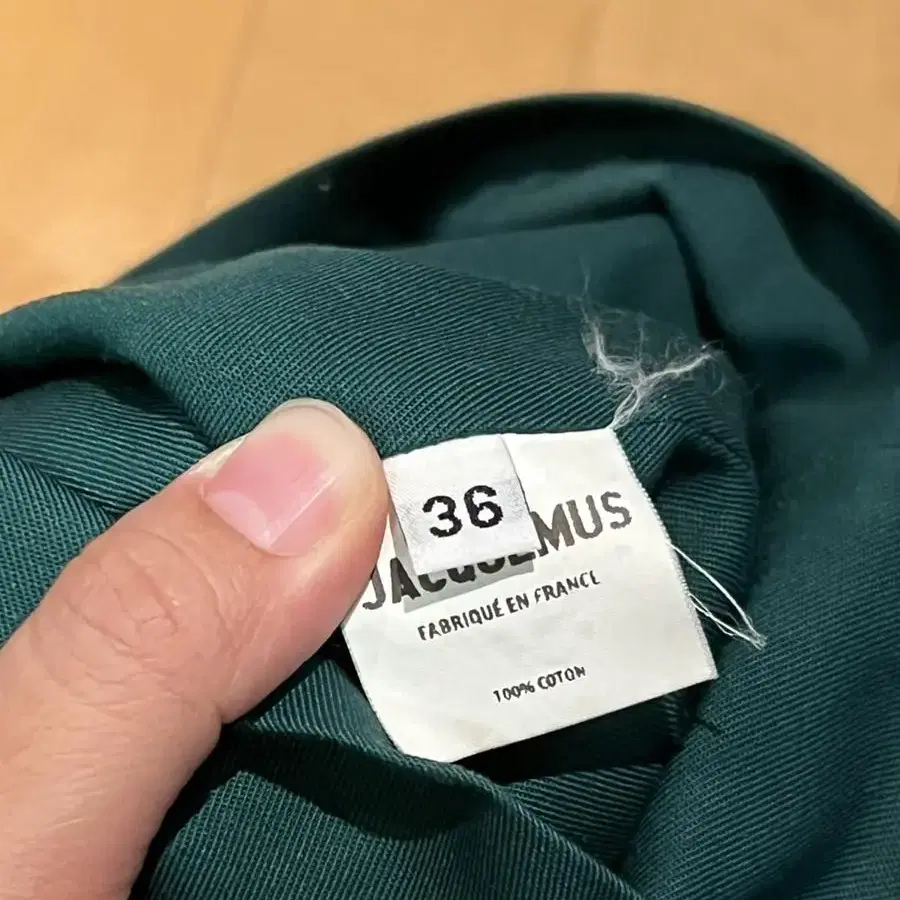 36
JACQUEMUS
FABRIQUÉ EN FRANCE
100% COTON